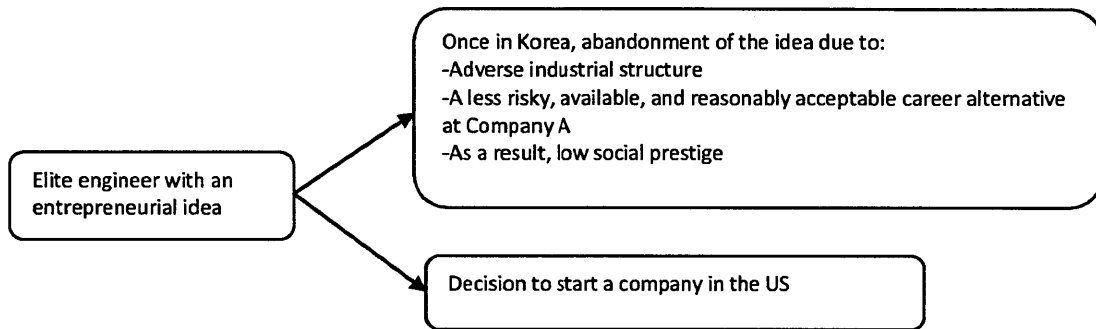 Once in Korea, abandonment of the idea due to:
-Adverse industrial structure
-A less risky, available, and reasonably acceptable career alternative
at Company A
-As a result, low social prestige
Elite engineer with an
entrepreneurial idea
Decision to start a company in the US